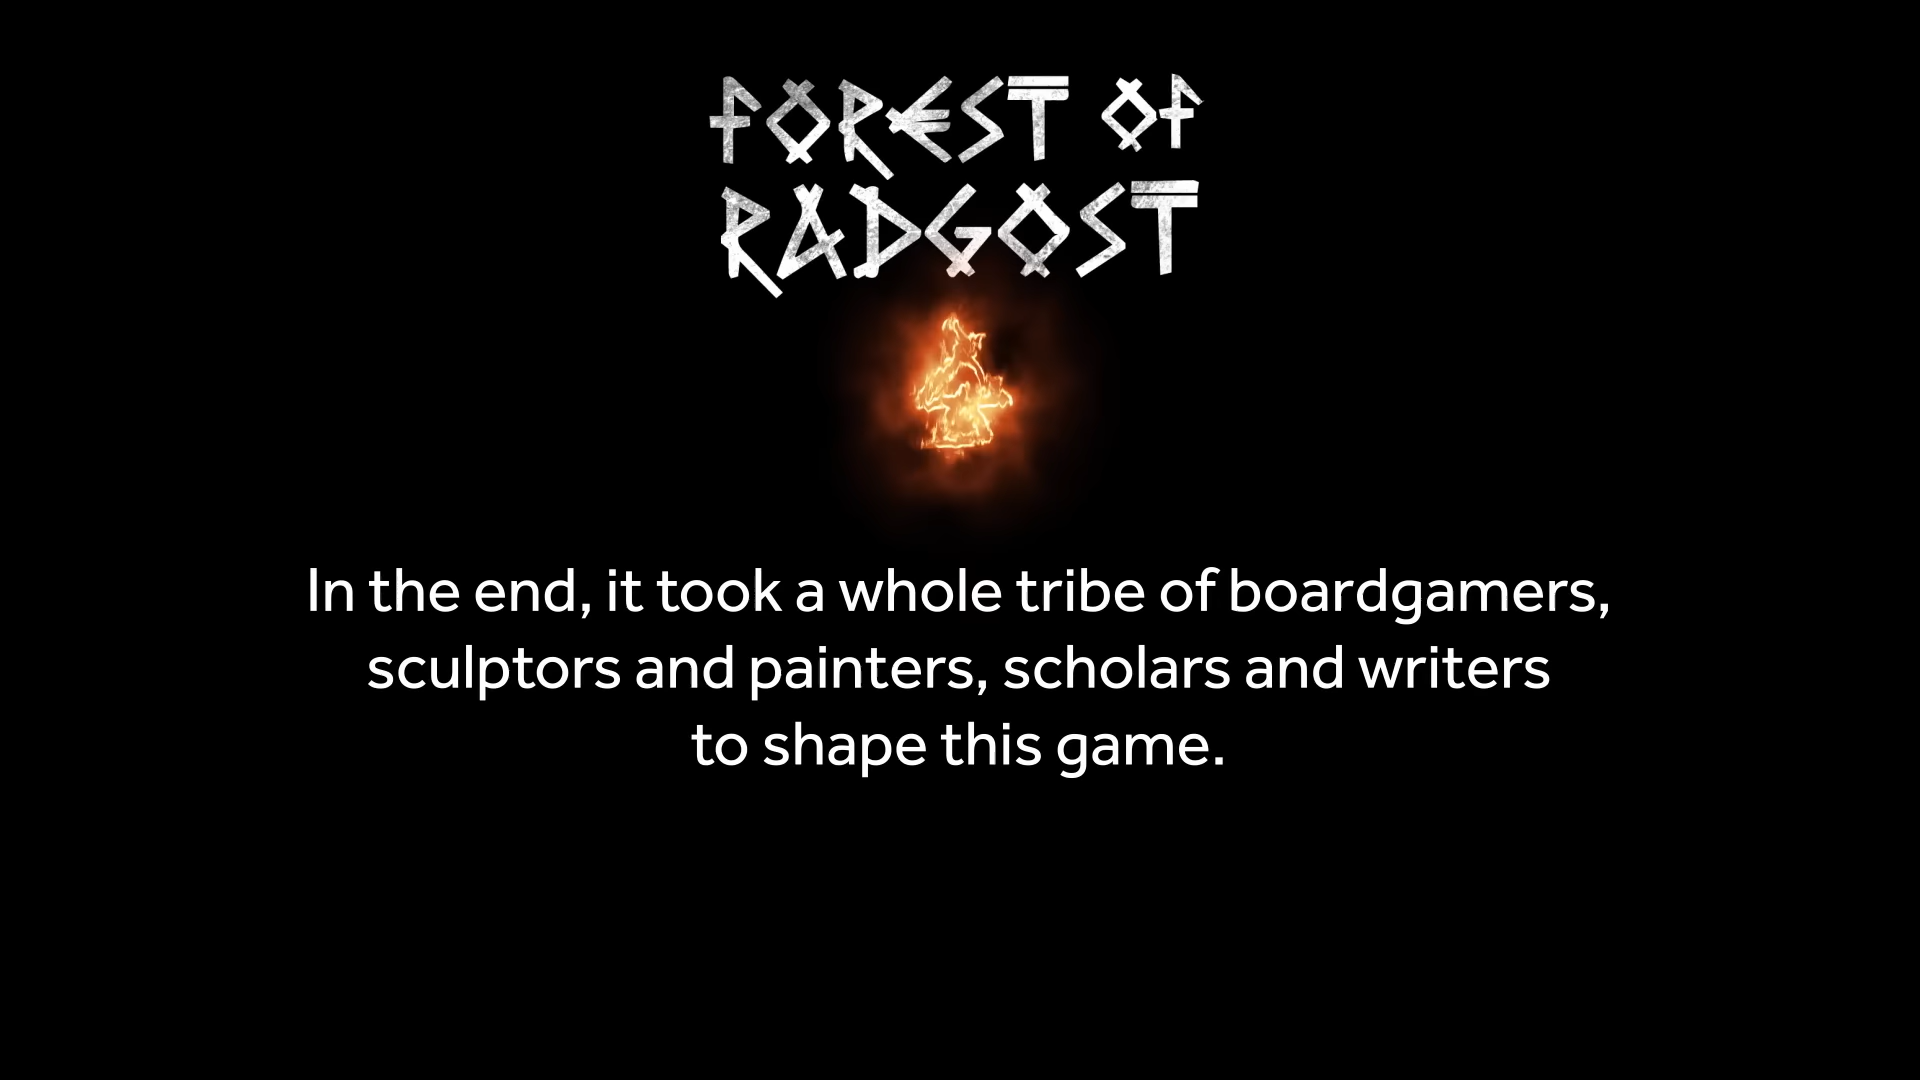 FOREST OF
RADGOST
In the end, it took a whole tribe of boardgamers,
sculptors and painters, scholars and writers
to shape this game.